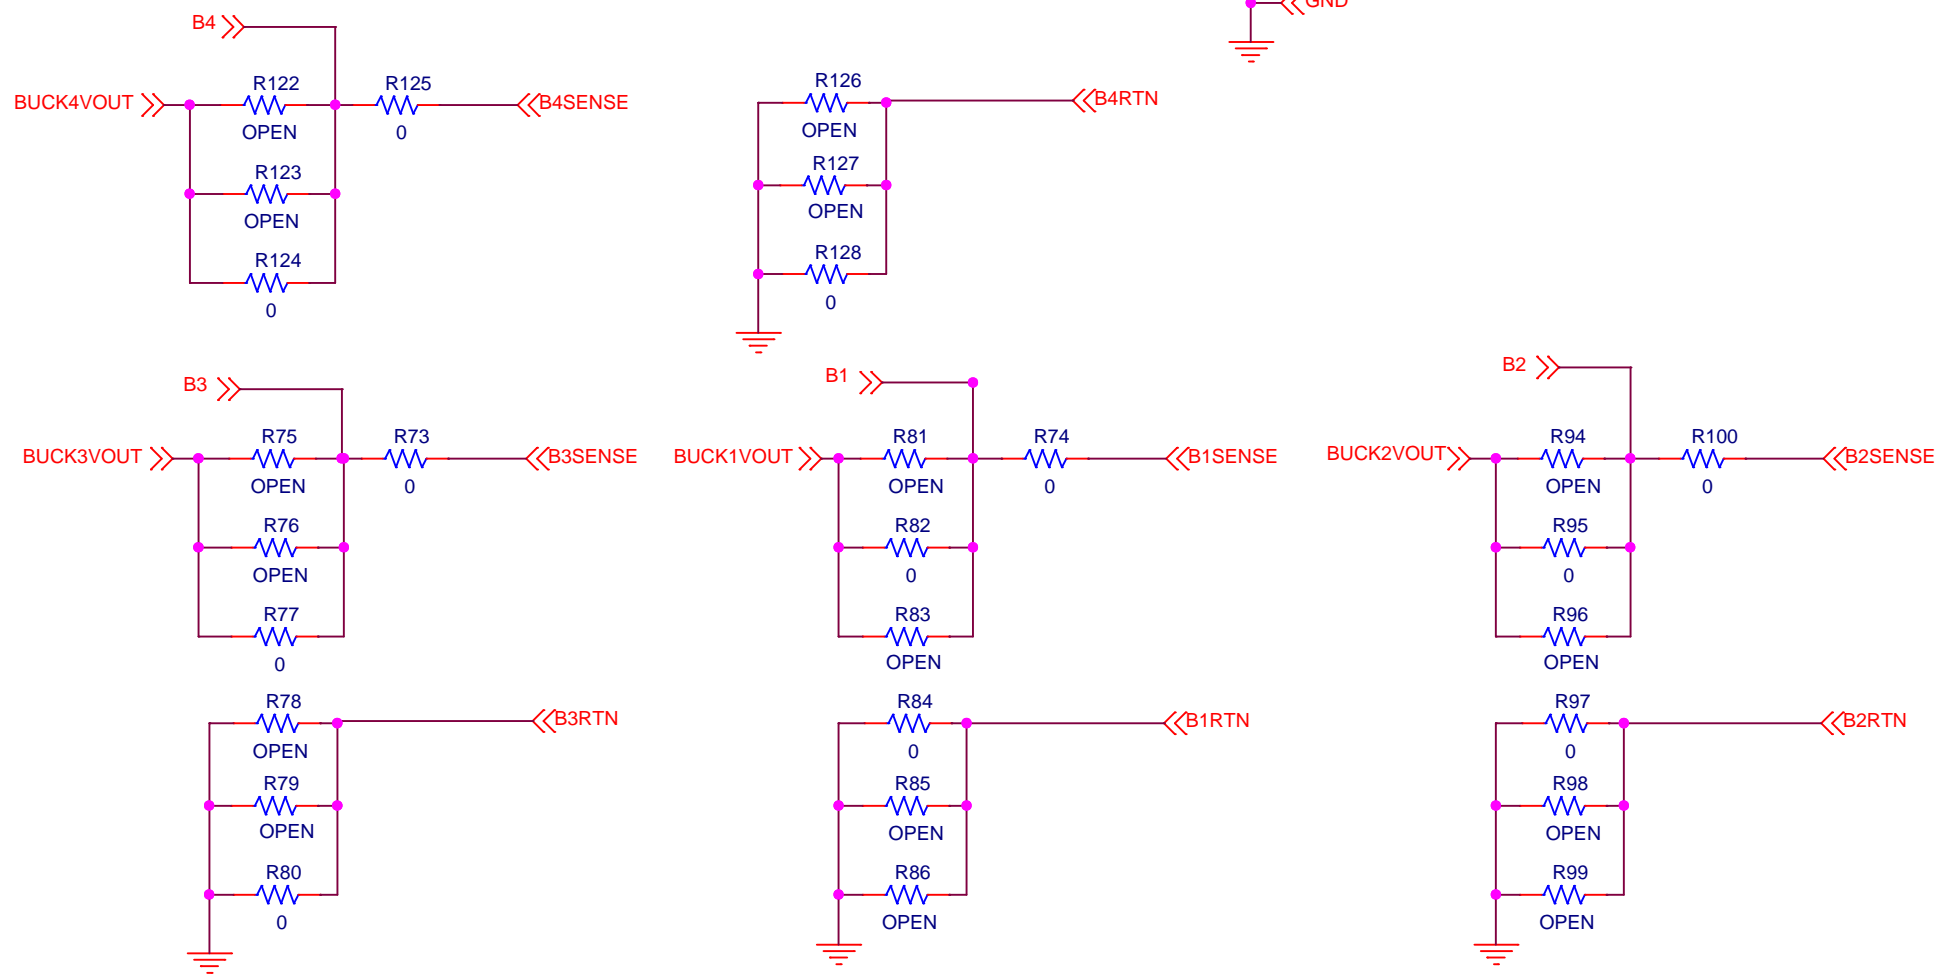 GND
B4
BUCK4VOUT
R122
OPEN
R123
OPEN
R124
0
R125
0
B4SENSE
R126
OPEN
R127
OPEN
R128
0
B4RTN
B3
BUCK3VOUT
R75
OPEN
R76
OPEN
R77
0
R73
0
B3SENSE
B1
BUCK1VOUT
R81
OPEN
R82
0
R83
OPEN
R74
0
B1SENSE
B2
BUCK2VOUT
R94
OPEN
R95
0
R96
OPEN
R100
0
B2SENSE
R78
OPEN
R79
OPEN
R80
0
B3RTN
R84
0
R85
OPEN
R86
OPEN
B1RTN
R97
0
R98
OPEN
R99
OPEN
B2RTN